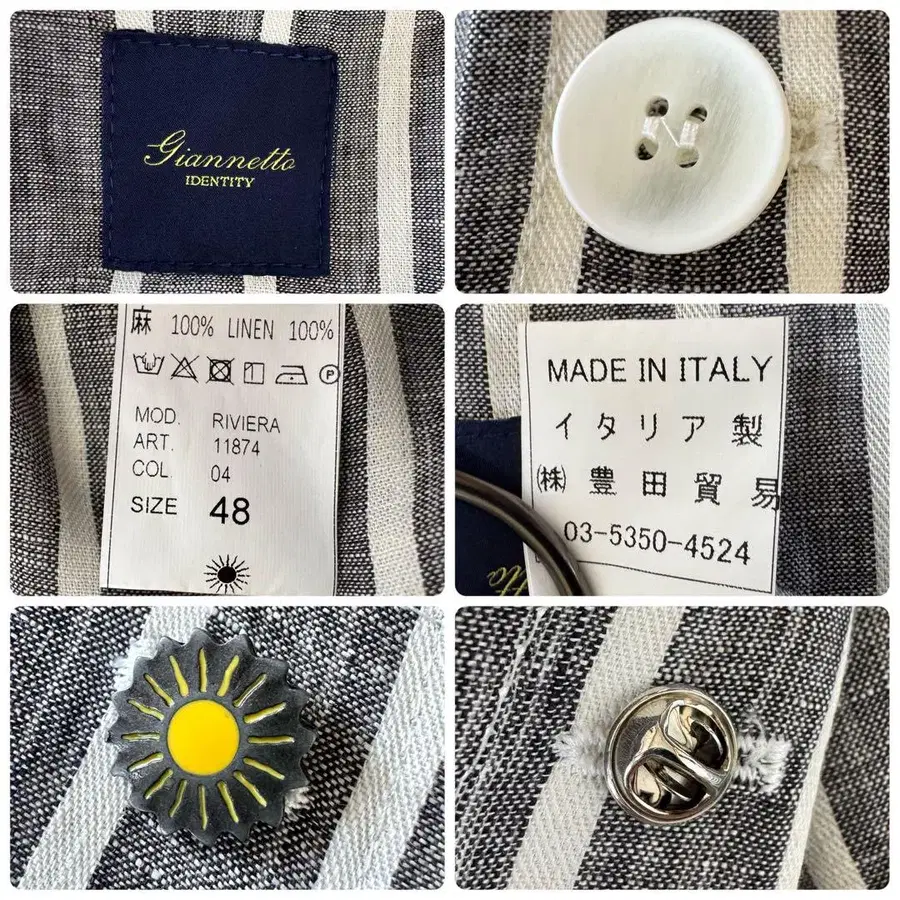 Giannetto
IDENTITY
麻 100% LINEN 100%
P
MOD. RIVIERA
ART. 11874
COL. 04
SIZE 48
MADE IN ITALY
イタリア製
㈱豊田貿易
03-5350-4524